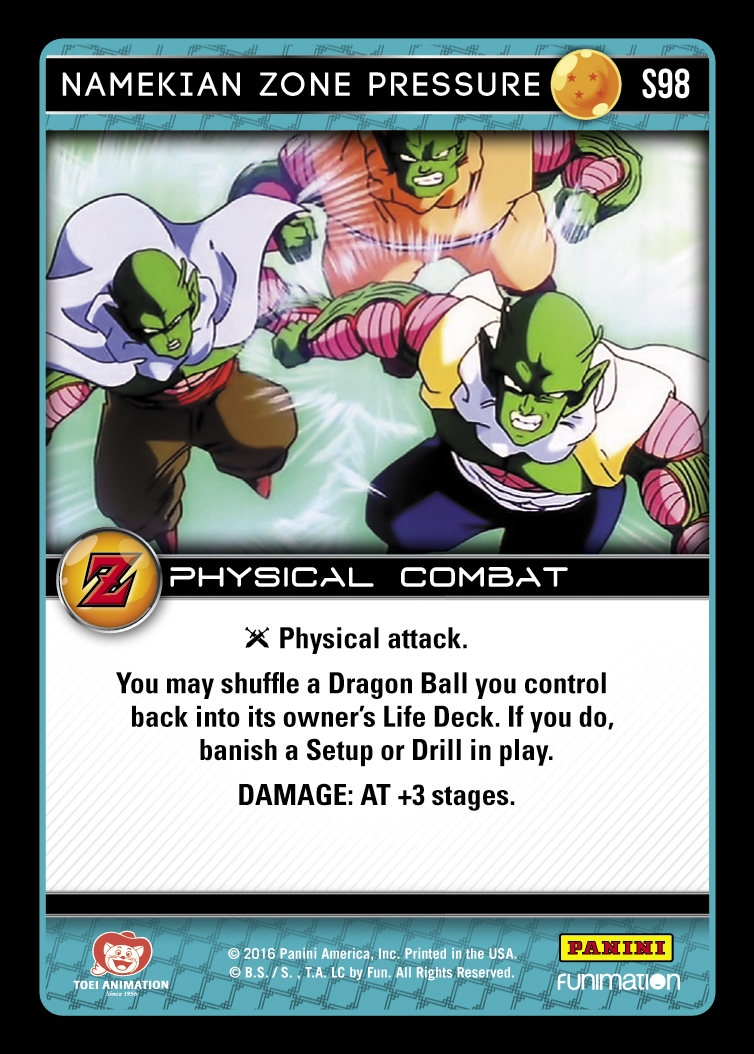 NAMEKIAN ZONE PRESSURE S98
Z PHYSICAL COMBAT
Physical attack.
You may shuffle a Dragon Ball you control
back into its owner's Life Deck. If you do,
banish a Setup or Drill in play.
DAMAGE: AT +3 stages.
TOEI ANIMATION
Since 1956
© 2016 Panini America, Inc. Printed in the USA.
© B.S. / S. , T.A. LC by Fun. All Rights Reserved.
PANINI
FUNIMATION